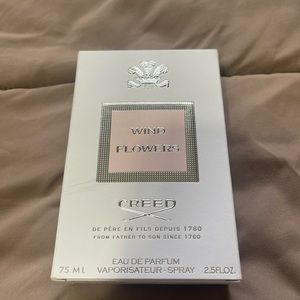 WIND
FLOWERS
CREED
DE PÈRE EN FILS DEPUIS 1760
FROM FATHER TO SON SINCE 1760
EAU DE PARFUM
75 ML VAPORISATEUR-SPRAY 2.5FL.OZ.